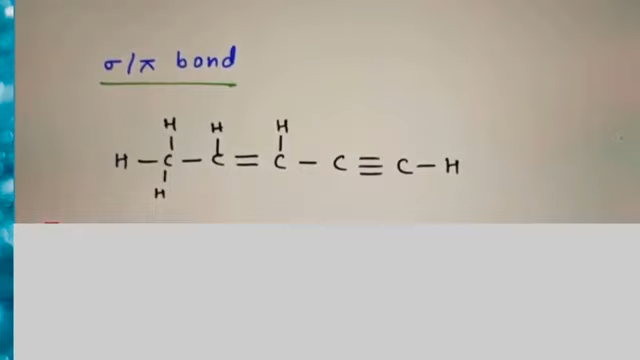 σ/π bond
H H H
H — C — C = C — C ≡ C — H
H